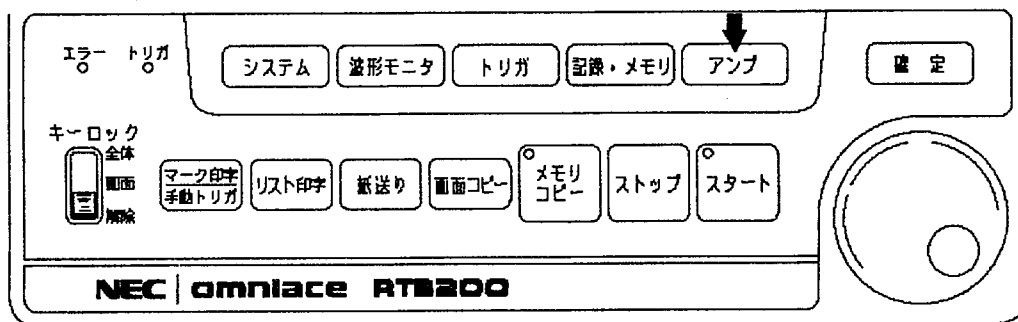 エラー トリガ
システム 波形モニタ トリガ 記録・メモリ アンプ 確定
キーロック
全体
画面
解除
マーク印字
手動トリガ
リスト印字 紙送り 画面コピー
メモリ
コピー
ストップ スタート
NEC omniace RT3200